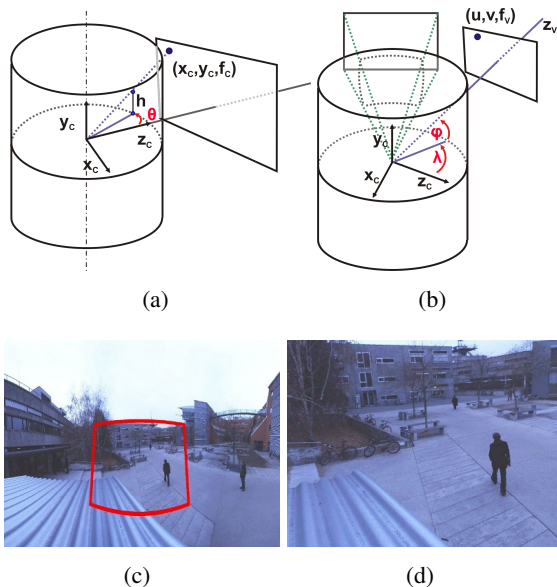 (x_c,y_c,f_c)
h
θ
y_c
z_c
x_c
(a)
(u,v,f_v)
z_v
y_c
φ
λ
x_c
z_c
(b)
(c)
(d)